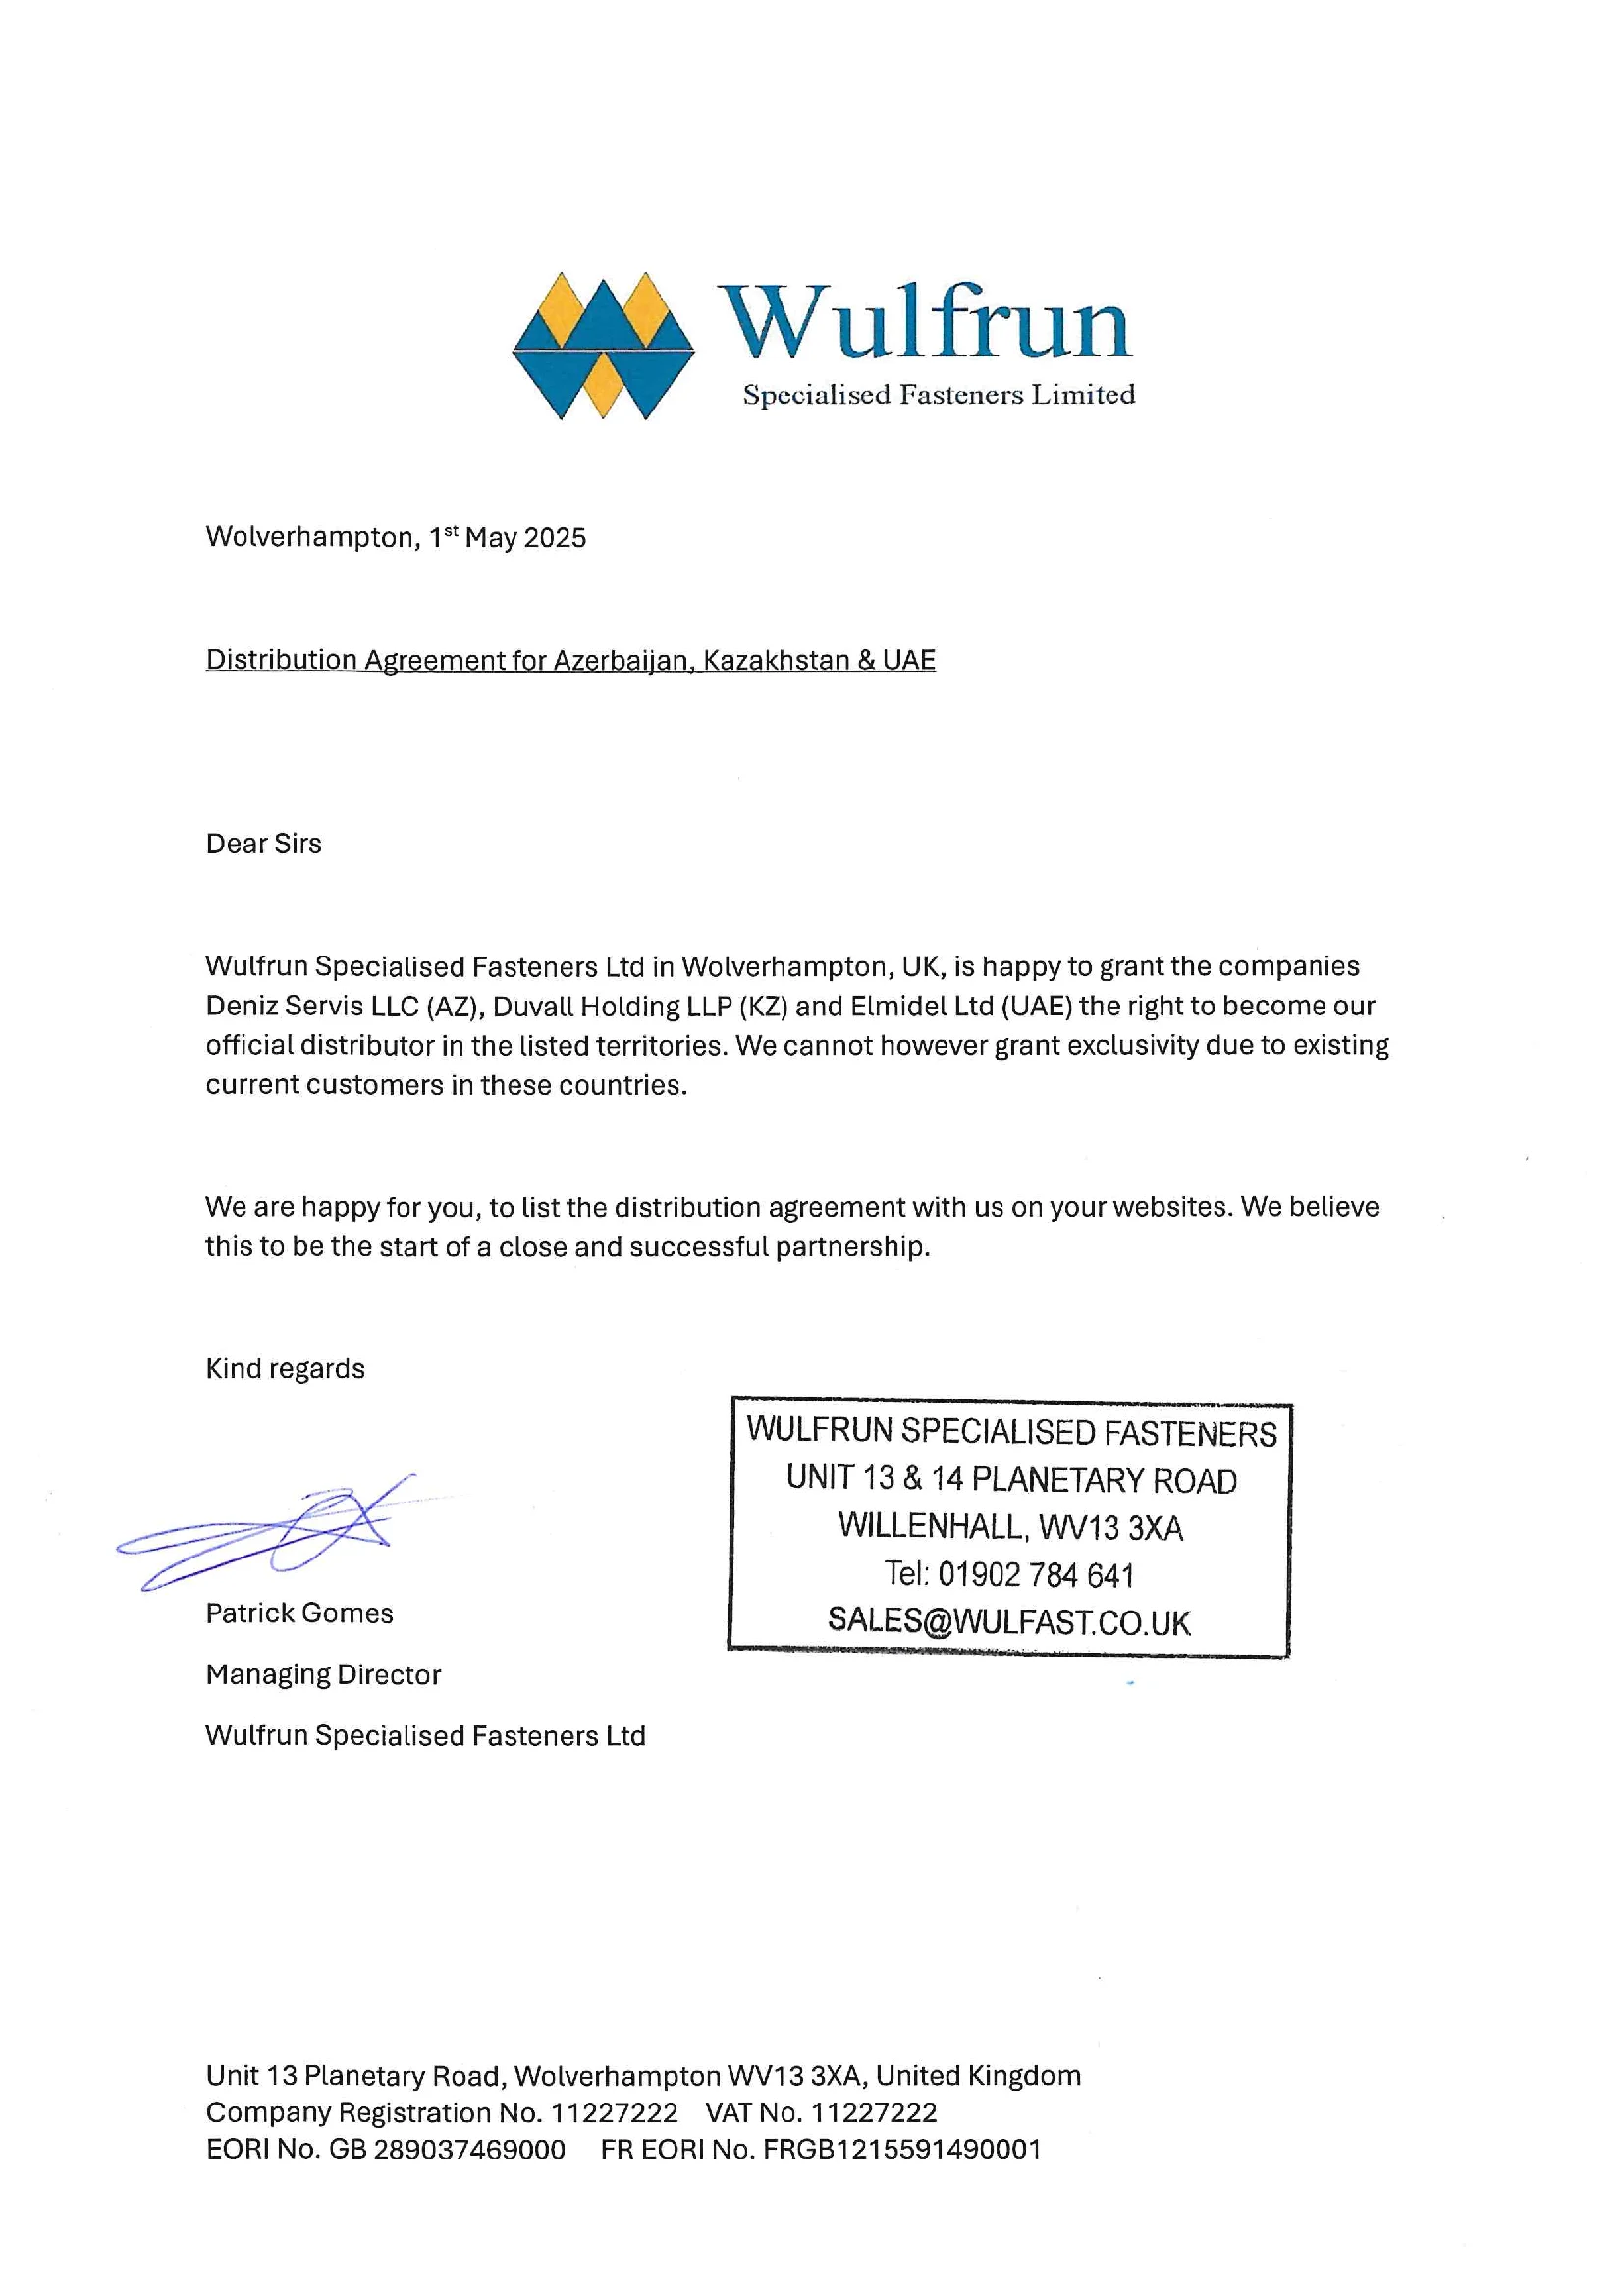 Wulfrun
Specialised Fasteners Limited
Wolverhampton, 1st May 2025
Distribution Agreement for Azerbaijan, Kazakhstan & UAE
Dear Sirs
Wulfrun Specialised Fasteners Ltd in Wolverhampton, UK, is happy to grant the companies
Deniz Servis LLC (AZ), Duvall Holding LLP (KZ) and Elmidel Ltd (UAE) the right to become our
official distributor in the listed territories. We cannot however grant exclusivity due to existing
current customers in these countries.
We are happy for you, to list the distribution agreement with us on your websites. We believe
this to be the start of a close and successful partnership.
Kind regards
WULFRUN SPECIALISED FASTENERS
UNIT 13 & 14 PLANETARY ROAD
WILLENHALL, WV13 3XA
Tel: 01902 784 641
SALES@WULFAST.CO.UK
Patrick Gomes
Managing Director
Wulfrun Specialised Fasteners Ltd
Unit 13 Planetary Road, Wolverhampton WV13 3XA, United Kingdom
Company Registration No. 11227222 VAT No. 11227222
EORI No. GB 289037469000 FR EORI No. FRGB1215591490001